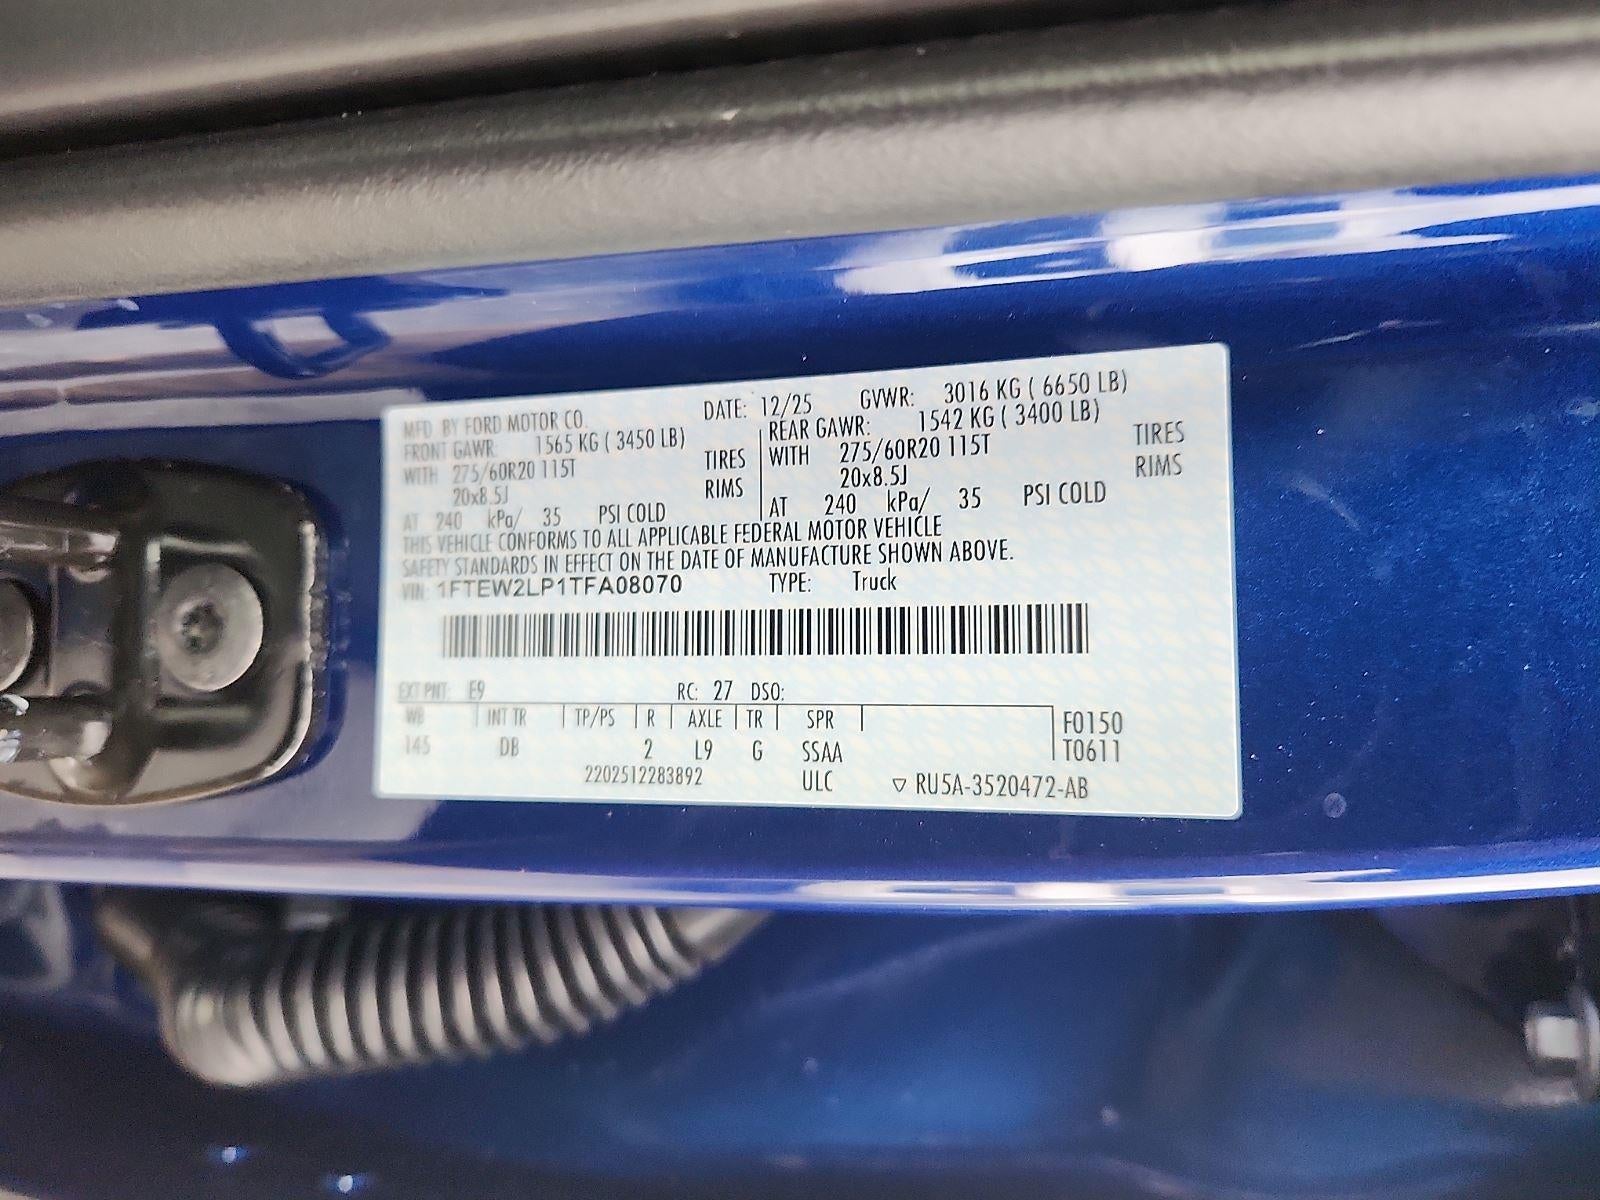 MFD BY FORD MOTOR CO. DATE: 12/25 GVWR: 3016 KG ( 6650 LB)
FRONT GAWR: 1565 KG ( 3450 LB) REAR GAWR: 1542 KG ( 3400 LB)
WITH 275/60R20 115T TIRES WITH 275/60R20 115T TIRES
20x8.5J RIMS 20x8.5J RIMS
AT 240 kPa/ 35 PSI COLD AT 240 kPa/ 35 PSI COLD
THIS VEHICLE CONFORMS TO ALL APPLICABLE FEDERAL MOTOR VEHICLE
SAFETY STANDARDS IN EFFECT ON THE DATE OF MANUFACTURE SHOWN ABOVE.
VIN: 1FTEW2LP1TFA08070 TYPE: Truck
EXT PNT: E9 RC: 27 DSO:
WB INT TR TP/PS R AXLE TR SPR F0150
145 DB 2 L9 G SSAA T0611
2202512283892 ULC ▽ RU5A-3520472-AB